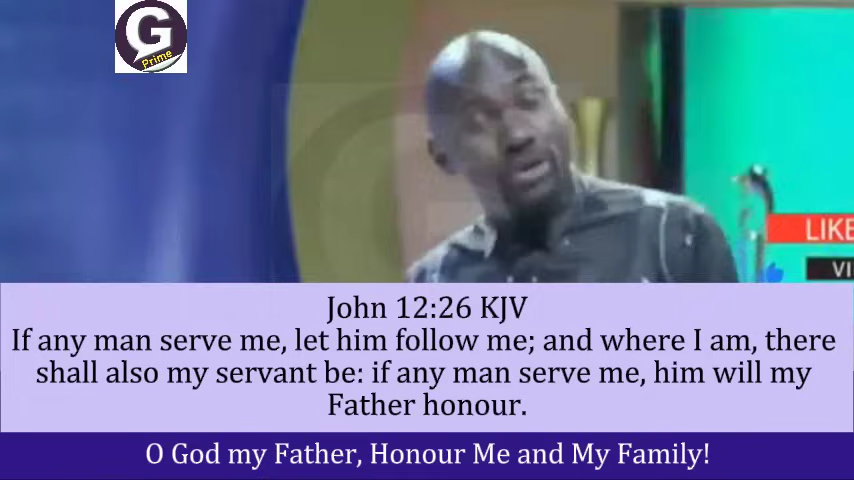 G
Prime
LIKE
VI
John 12:26 KJV
If any man serve me, let him follow me; and where I am, there
shall also my servant be: if any man serve me, him will my
Father honour.
O God my Father, Honour Me and My Family!